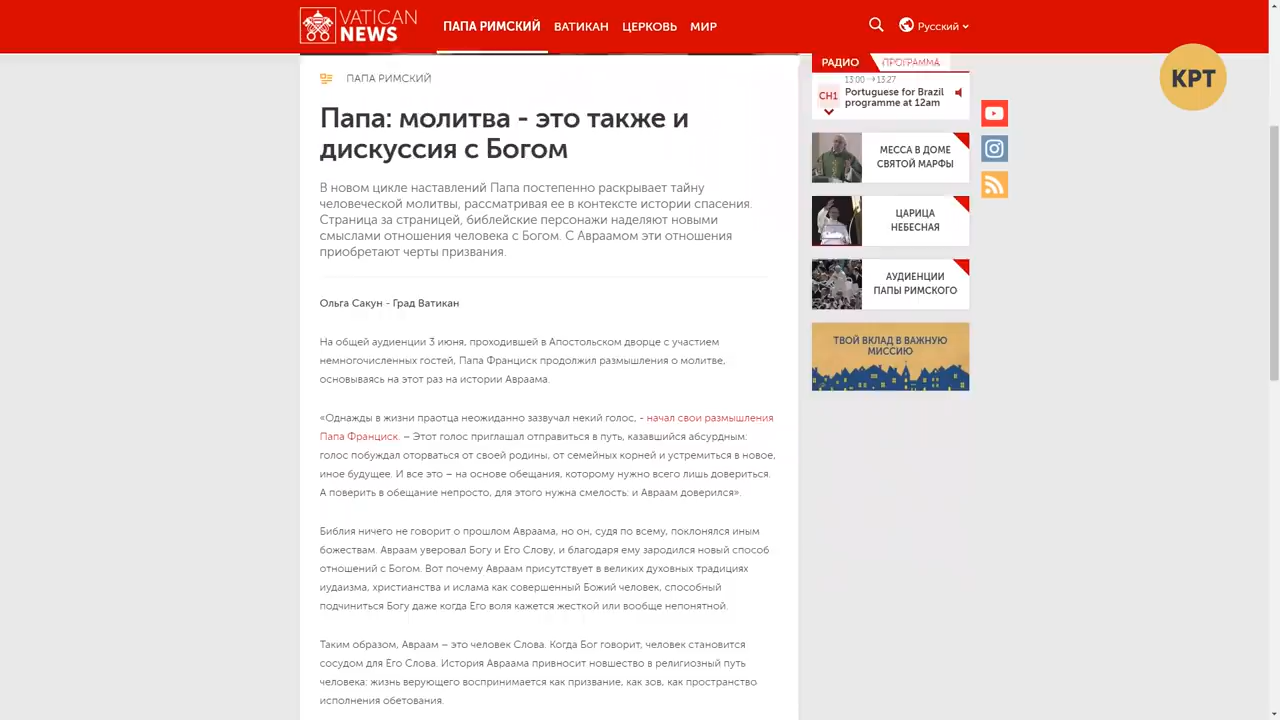 VATICAN
NEWS
ПАПА РИМСКИЙ ВАТИКАН ЦЕРКОВЬ МИР
Русский
КРТ
ПАПА РИМСКИЙ
Папа: молитва - это также и
дискуссия с Богом
В новом цикле наставлений Папа постепенно раскрывает тайну
человеческой молитвы, рассматривая ее в контексте истории спасения.
Страница за страницей, библейские персонажи наделяют новыми
смыслами отношения человека с Богом. С Авраамом эти отношения
приобретают черты призвания.
Ольга Сакун - Град Ватикан
На общей аудиенции 3 июня, проходившей в Апостольском дворце с участием
немногочисленных гостей, Папа Франциск продолжил размышления о молитве,
основываясь на этот раз на истории Авраама.
«Однажды в жизни праотца неожиданно зазвучал некий голос, - начал свои размышления
Папа Франциск. – Этот голос приглашал отправиться в путь, казавшийся абсурдным:
голос побуждал оторваться от своей родины, от семейных корней и устремиться в новое,
иное будущее. И все это – на основе обещания, которому нужно всего лишь довериться.
А поверить в обещание непросто, для этого нужна смелость: и Авраам доверился».
Библия ничего не говорит о прошлом Авраама, но он, судя по всему, поклонялся иным
божествам. Авраам уверовал Богу и Его Слову, и благодаря ему зародился новый способ
отношений с Богом. Вот почему Авраам присутствует в великих духовных традициях
иудаизма, христианства и ислама как совершенный Божий человек, способный
подчиниться Богу даже когда Его воля кажется жесткой или вообще непонятной.
Таким образом, Авраам – это человек Слова. Когда Бог говорит, человек становится
сосудом для Его Слова. История Авраама привносит новшество в религиозный путь
человека: жизнь верующего воспринимается как призвание, как зов, как пространство
исполнения обетования.
РАДИО ПРОГРАММА
13:00 → 13:27
CH1
Portuguese for Brazil
programme at 12am
МЕССА В ДОМЕ
СВЯТОЙ МАРФЫ
ЦАРИЦА
НЕБЕСНАЯ
АУДИЕНЦИИ
ПАПЫ РИМСКОГО
ТВОЙ ВКЛАД В ВАЖНУЮ
МИССИЮ